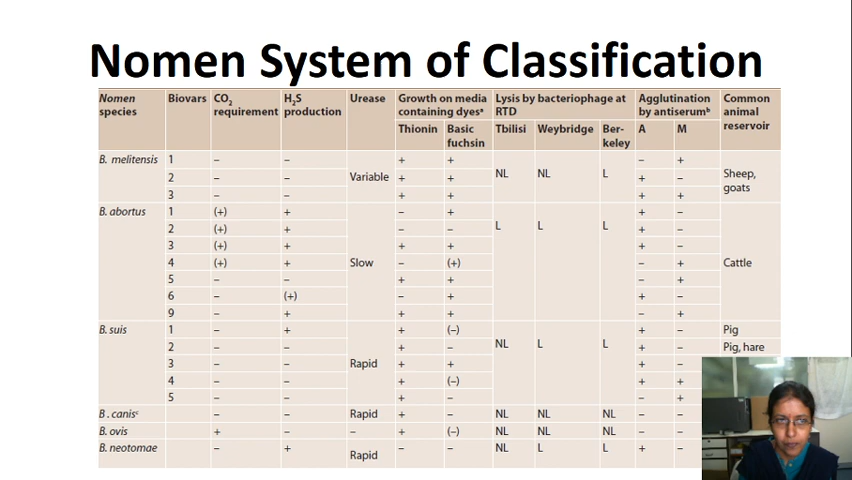 Nomen System of Classification
Nomen species | Biovars | CO2 requirement | H2S production | Urease | Growth on media containing dyesᵃ | Lysis by bacteriophage at RTD | Agglutination by antiserumᵇ | Common animal reservoir
Thionin | Basic fuchsin | Tbilisi | Weybridge | Ber-keley | A | M
B. melitensis | 1 | – | – | + | + | – | +
2 | – | – | Variable | + | + | NL | NL | L | + | – | Sheep, goats
3 | – | – | + | + | + | +
B. abortus | 1 | (+) | + | – | + | + | –
2 | (+) | + | – | – | L | L | L | + | –
3 | (+) | + | + | + | + | –
4 | (+) | + | Slow | – | (+) | – | + | Cattle
5 | – | – | + | + | – | +
6 | – | (+) | – | + | + | –
9 | – | + | + | + | – | +
B. suis | 1 | – | + | + | (–) | + | – | Pig
2 | – | – | + | – | NL | L | L | + | – | Pig, hare
3 | – | – | Rapid | + | + | + | –
4 | – | – | + | (–) | + | +
5 | – | – | + | – | – | +
B .canisᶜ | – | – | Rapid | + | – | NL | NL | NL | – | –
B. ovis | + | – | – | + | (–) | NL | NL | NL | – | –
B. neotomae | – | + | Rapid | – | – | NL | L | L | + | –